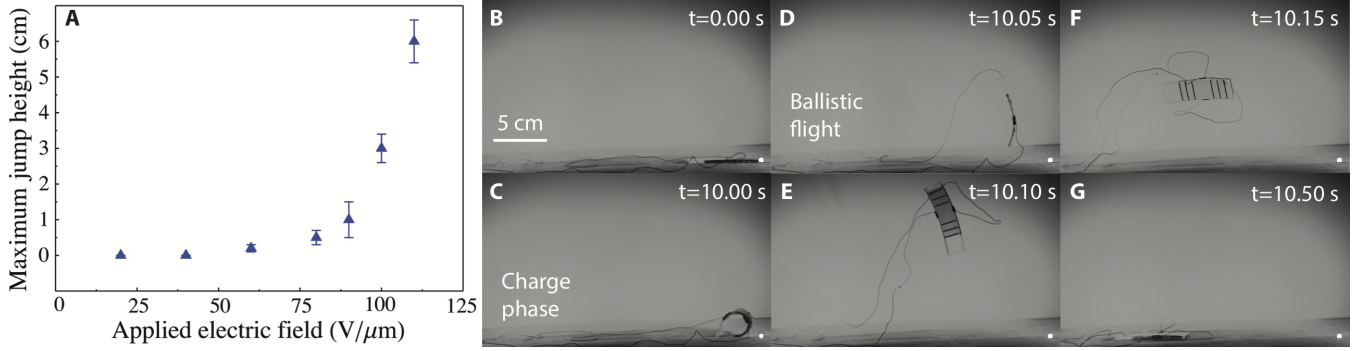 A
Maximum jump height (cm)
6
5
4
3
2
1
0
0
25
50
75
100
125
Applied electric field (V/μm)
B
t=0.00 s
5 cm
C
t=10.00 s
Charge
phase
D
t=10.05 s
Ballistic
flight
E
t=10.10 s
F
t=10.15 s
G
t=10.50 s